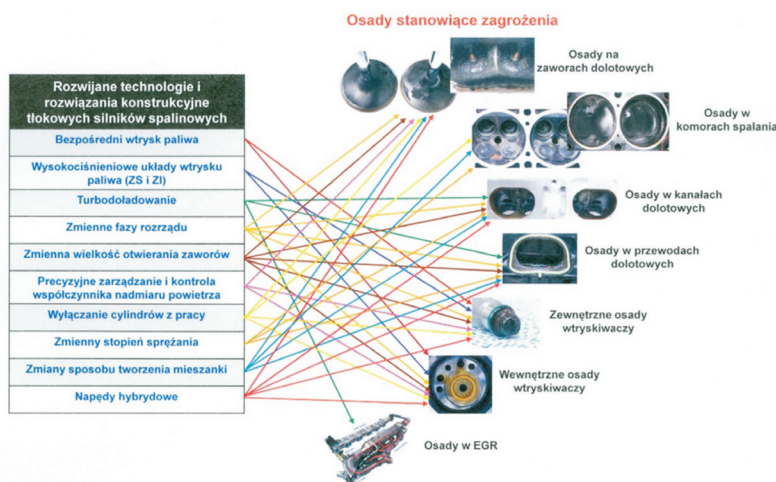 Osady stanowiące zagrożenia
Rozwijane technologie i
rozwiązania konstrukcyjne
tłokowych silników spalinowych
Bezpośredni wtrysk paliwa
Wysokociśnieniowe układy wtrysku
paliwa (ZS i ZI)
Turbodoładowanie
Zmienne fazy rozrządu
Zmienna wielkość otwierania zaworów
Precyzyjne zarządzanie i kontrola
współczynnika nadmiaru powietrza
Wyłączanie cylindrów z pracy
Zmienny stopień sprężania
Zmiany sposobu tworzenia mieszanki
Napędy hybrydowe
Osady na
zaworach dolotowych
Osady w
komorach spalania
Osady w kanałach
dolotowych
Osady w przewodach
dolotowych
Zewnętrzne osady
wtryskiwaczy
Wewnętrzne osady
wtryskiwaczy
Osady w EGR